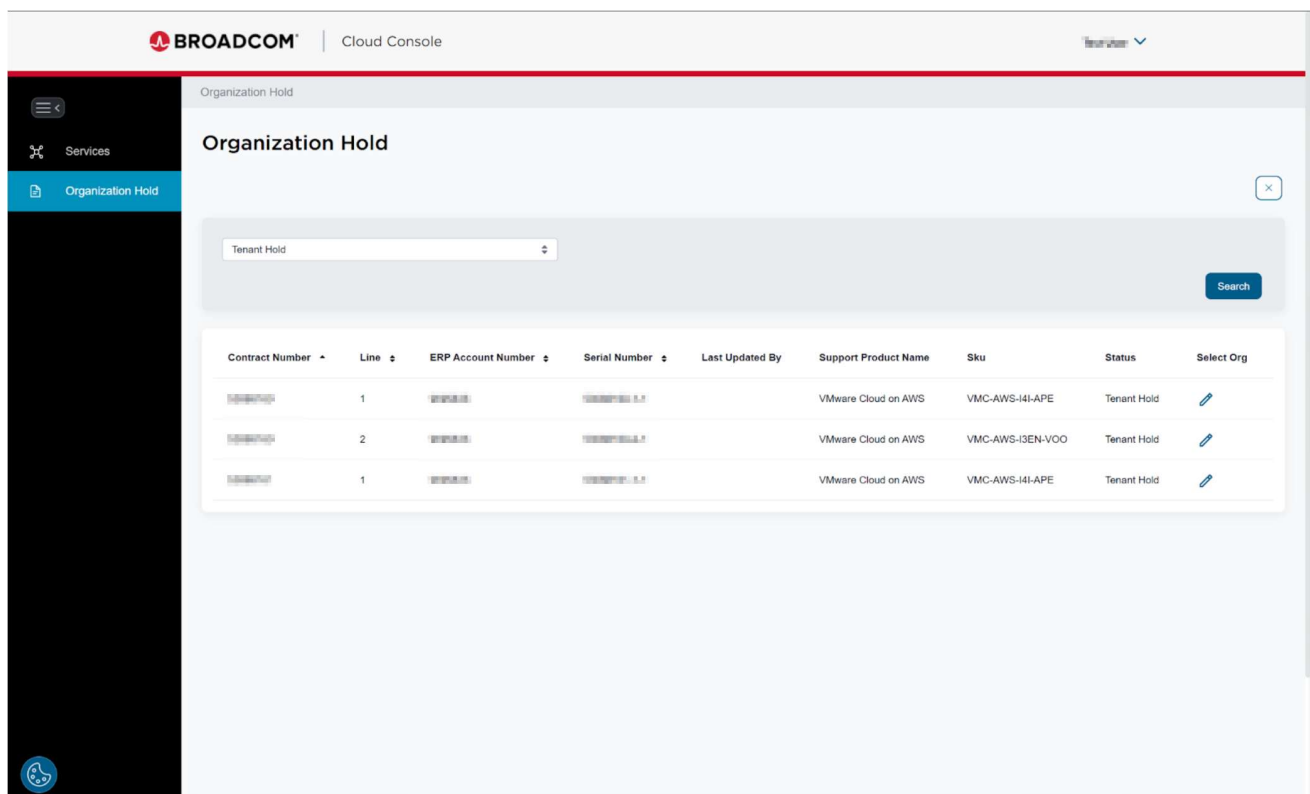 BROADCOM® Cloud Console
Organization Hold
Services
Organization Hold
Organization Hold
Tenant Hold
Search
Contract Number Line ERP Account Number Serial Number Last Updated By Support Product Name Sku Status Select Org
1 VMware Cloud on AWS VMC-AWS-I4I-APE Tenant Hold
2 VMware Cloud on AWS VMC-AWS-I3EN-VOO Tenant Hold
1 VMware Cloud on AWS VMC-AWS-I4I-APE Tenant Hold